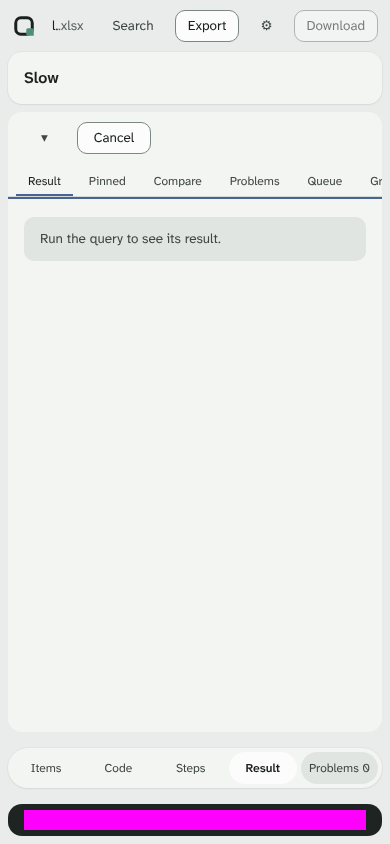 L.xlsx Search Export ⚙ Download
Slow
▼ Cancel
Result Pinned Compare Problems Queue Gr
Run the query to see its result.
Items Code Steps Result Problems 0